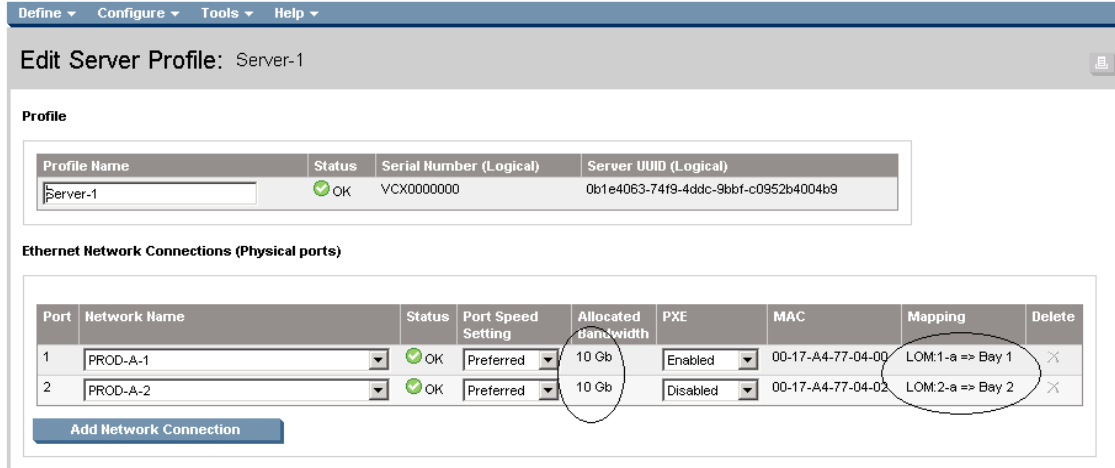 Define Configure Tools Help
Edit Server Profile: Server-1
Profile
Profile Name Status Serial Number (Logical) Server UUID (Logical)
Server-1 OK VCX0000000 0b1e4063-74f9-4ddc-9bbf-c0952b4004b9
Ethernet Network Connections (Physical ports)
Port Network Name Status Port Speed Setting Allocated Bandwidth PXE MAC Mapping Delete
1 PROD-A-1 OK Preferred 10 Gb Enabled 00-17-A4-77-04-00 LOM:1-a => Bay 1
2 PROD-A-2 OK Preferred 10 Gb Disabled 00-17-A4-77-04-02 LOM:2-a => Bay 2
Add Network Connection